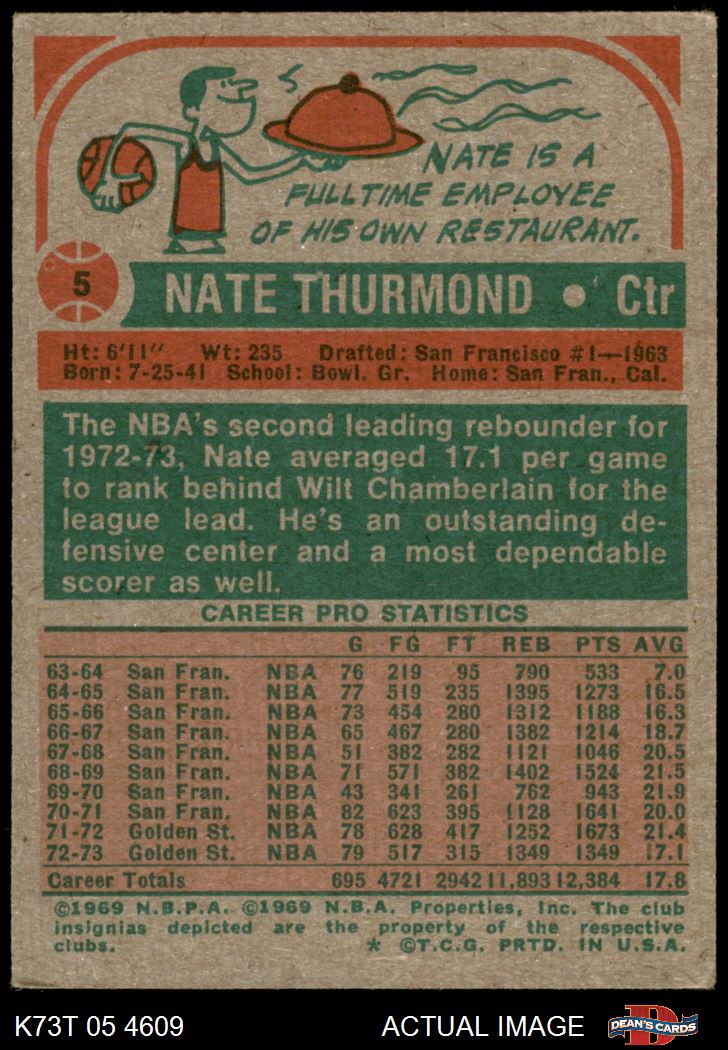 NATE IS A
FULLTIME EMPLOYEE
OF HIS OWN RESTAURANT.
5
NATE THURMOND • Ctr
Ht: 6'11" Wt: 235 Drafted: San Francisco #1—1963
Born: 7-25-41 School: Bowl. Gr. Home: San Fran., Cal.
The NBA's second leading rebounder for
1972-73, Nate averaged 17.1 per game
to rank behind Wilt Chamberlain for the
league lead. He's an outstanding de-
fensive center and a most dependable
scorer as well.
CAREER PRO STATISTICS
G FG FT REB PTS AVG
63-64 San Fran. NBA 76 219 95 790 533 7.0
64-65 San Fran. NBA 77 519 235 1395 1273 16.5
65-66 San Fran. NBA 73 454 280 1312 1188 16.3
66-67 San Fran. NBA 65 467 280 1382 1214 18.7
67-68 San Fran. NBA 51 382 282 1121 1046 20.5
68-69 San Fran. NBA 71 571 382 1402 1524 21.5
69-70 San Fran. NBA 43 341 261 762 943 21.9
70-71 San Fran. NBA 82 623 395 1128 1641 20.0
71-72 Golden St. NBA 78 628 417 1252 1673 21.4
72-73 Golden St. NBA 79 517 315 1349 1349 17.1
Career Totals 695 4721 2942 11,893 12,384 17.8
©1969 N.B.P.A. ©1969 N.B.A. Properties, Inc. The club
insignias depicted are the property of the respective
clubs. * ©T.C.G. PRTD. IN U.S.A.
K73T 05 4609 ACTUAL IMAGE DEAN'S CARDS